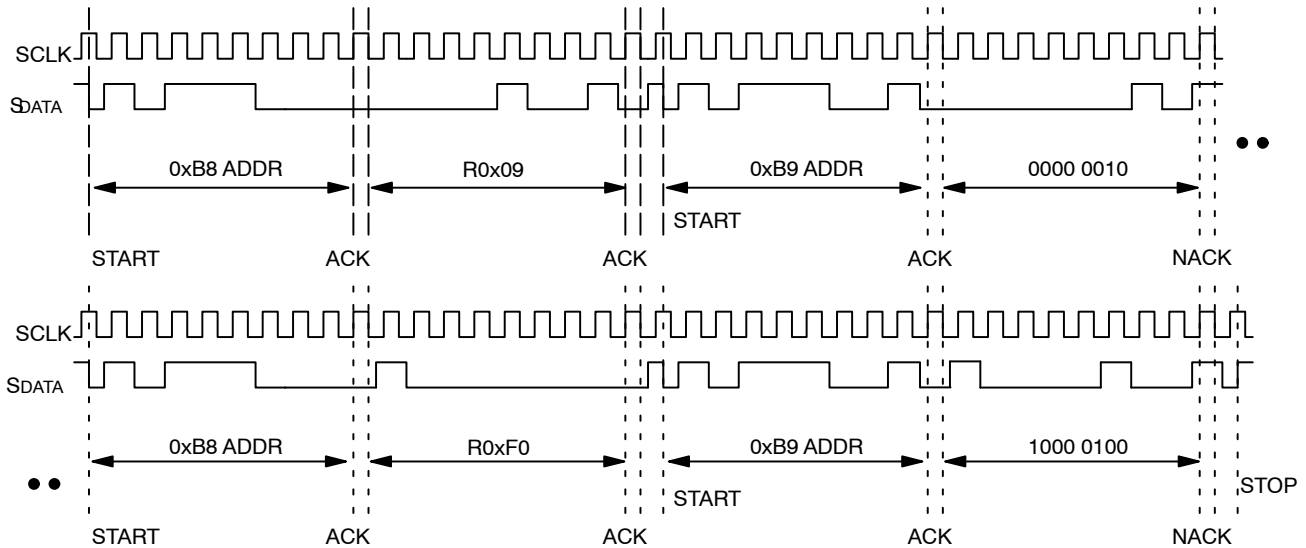 SCLK
SDATA
0xB8 ADDR R0x09 0xB9 ADDR 0000 0010
START
START ACK ACK ACK NACK
SCLK
SDATA
0xB8 ADDR R0xF0 0xB9 ADDR 1000 0100
START STOP
START ACK ACK ACK NACK